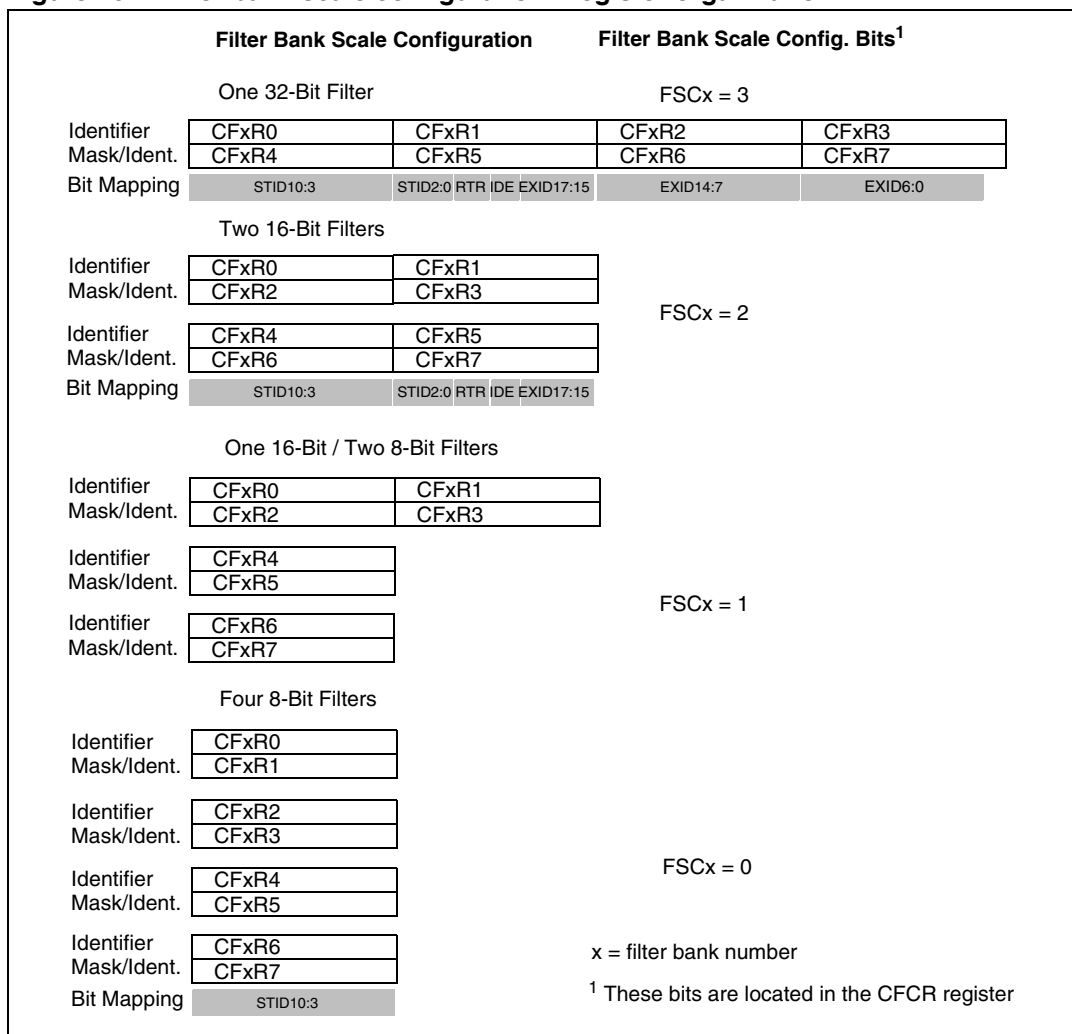 Filter Bank Scale Configuration Filter Bank Scale Config. Bits1
One 32-Bit Filter FSCx = 3
Identifier CFxR0 CFxR1 CFxR2 CFxR3
Mask/Ident. CFxR4 CFxR5 CFxR6 CFxR7
Bit Mapping STID10:3 STID2:0 RTR IDE EXID17:15 EXID14:7 EXID6:0
Two 16-Bit Filters
Identifier CFxR0 CFxR1
Mask/Ident. CFxR2 CFxR3
FSCx = 2
Identifier CFxR4 CFxR5
Mask/Ident. CFxR6 CFxR7
Bit Mapping STID10:3 STID2:0 RTR IDE EXID17:15
One 16-Bit / Two 8-Bit Filters
Identifier CFxR0 CFxR1
Mask/Ident. CFxR2 CFxR3
Identifier CFxR4
Mask/Ident. CFxR5
FSCx = 1
Identifier CFxR6
Mask/Ident. CFxR7
Four 8-Bit Filters
Identifier CFxR0
Mask/Ident. CFxR1
Identifier CFxR2
Mask/Ident. CFxR3
FSCx = 0
Identifier CFxR4
Mask/Ident. CFxR5
Identifier CFxR6
x = filter bank number
Mask/Ident. CFxR7
Bit Mapping STID10:3
1 These bits are located in the CFCR register